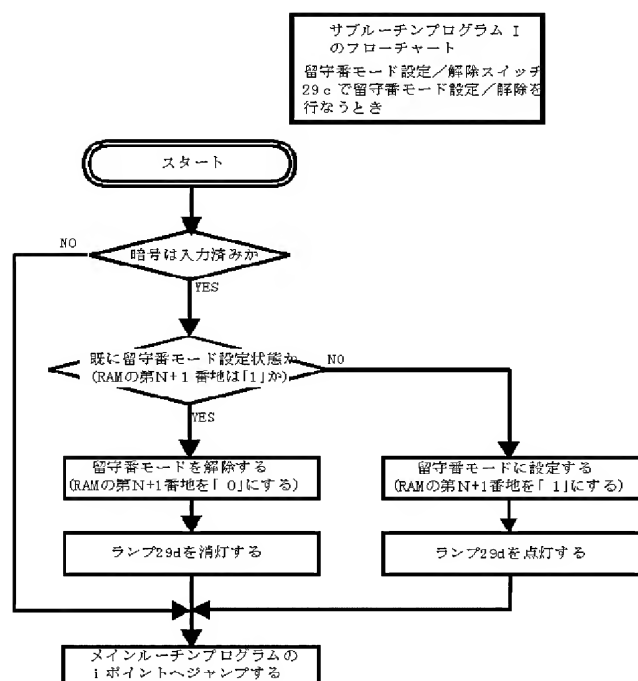 サブルーチンプログラム I
のフローチャート
留守番モード設定／解除スイッチ
29cで留守番モード設定／解除を
行なうとき
スタート
NO
暗号は入力済みか
YES
既に留守番モード設定状態か
(RAMの第N+1番地は「1」か)
NO
YES
留守番モードを解除する
(RAMの第N+1番地を「0」にする)
留守番モードに設定する
(RAMの第N+1番地を「1」にする)
ランプ29dを消灯する
ランプ29dを点灯する
メインルーチンプログラムの
iポイントへジャンプする